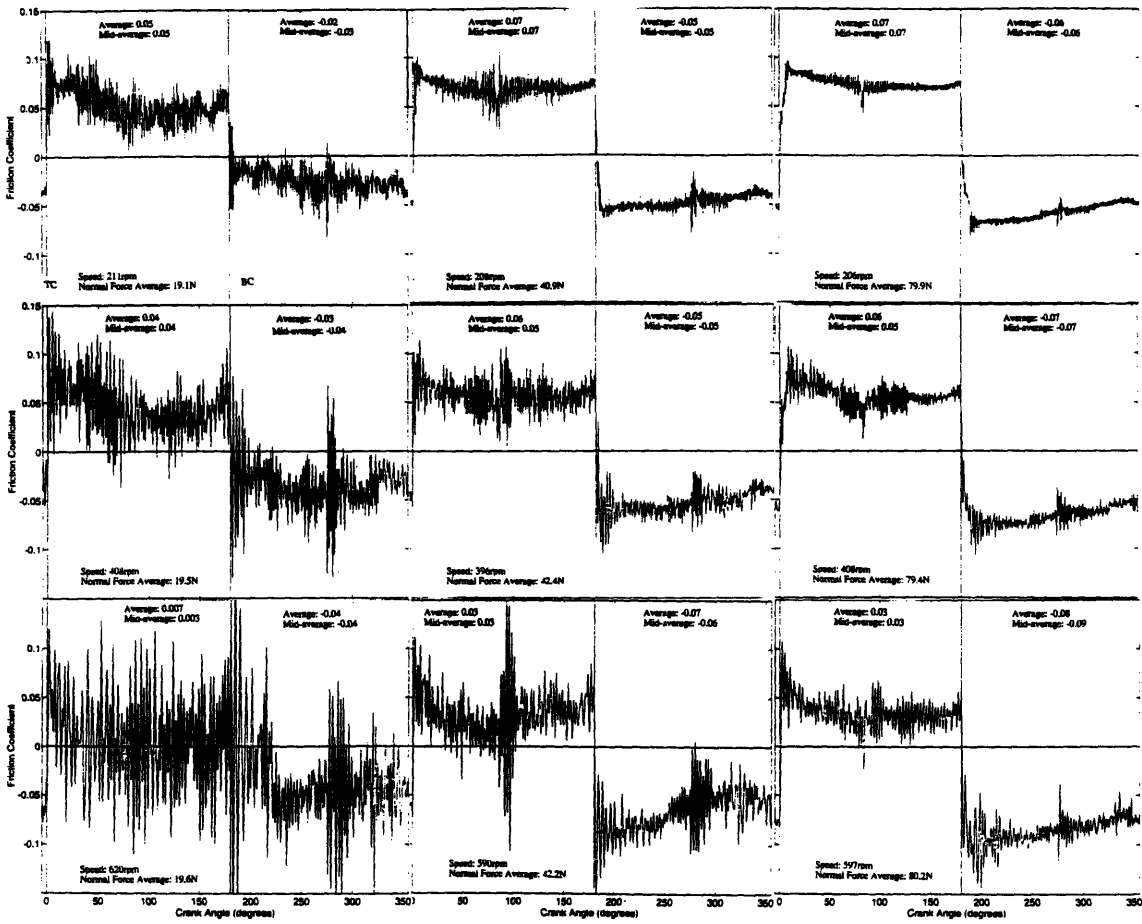 0.15
0.1
0.05
0
-0.05
-0.1
Friction Coefficient
Average: 0.05
Mid-average: 0.05
Average: -0.02
Mid-average: -0.03
TC
BC
Speed: 211rpm
Normal Force Average: 19.1N
Average: 0.07
Mid-average: 0.07
Average: -0.05
Mid-average: -0.05
Speed: 208rpm
Normal Force Average: 40.9N
Average: 0.07
Mid-average: 0.07
Average: -0.06
Mid-average: -0.06
Speed: 206rpm
Normal Force Average: 79.9N
0.15
0.1
0.05
0
-0.05
-0.1
Friction Coefficient
Average: 0.04
Mid-average: 0.04
Average: -0.03
Mid-average: -0.04
Speed: 408rpm
Normal Force Average: 19.5N
Average: 0.06
Mid-average: 0.05
Average: -0.05
Mid-average: -0.05
Speed: 396rpm
Normal Force Average: 42.4N
Average: 0.06
Mid-average: 0.05
Average: -0.07
Mid-average: -0.07
Speed: 408rpm
Normal Force Average: 79.4N
0.1
0.05
0
-0.05
-0.1
Friction Coefficient
Average: 0.007
Mid-average: 0.003
Average: -0.04
Mid-average: -0.04
Speed: 620rpm
Normal Force Average: 19.6N
Average: 0.05
Mid-average: 0.03
Average: -0.07
Mid-average: -0.06
Speed: 590rpm
Normal Force Average: 42.2N
Average: 0.03
Mid-average: 0.03
Average: -0.08
Mid-average: -0.09
Speed: 597rpm
Normal Force Average: 80.2N
0 50 100 150 200 250 300 350
Crank Angle (degrees)
0 50 100 150 200 250 300 350
Crank Angle (degrees)
0 50 100 150 200 250 300 350
Crank Angle (degrees)